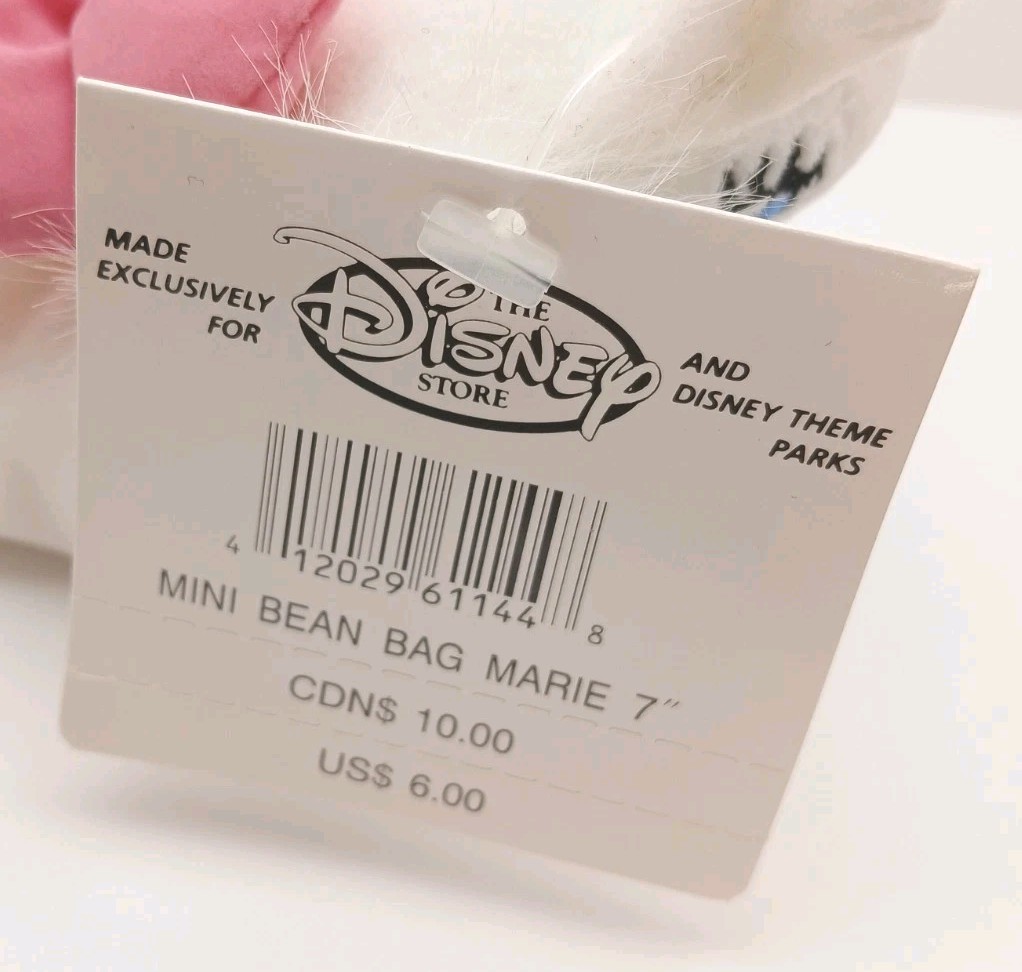 MADE
EXCLUSIVELY
FOR
THE
DISNEY
STORE
AND
DISNEY THEME
PARKS
4 12029 61144 8
MINI BEAN BAG MARIE 7"
CDN$ 10.00
US$ 6.00